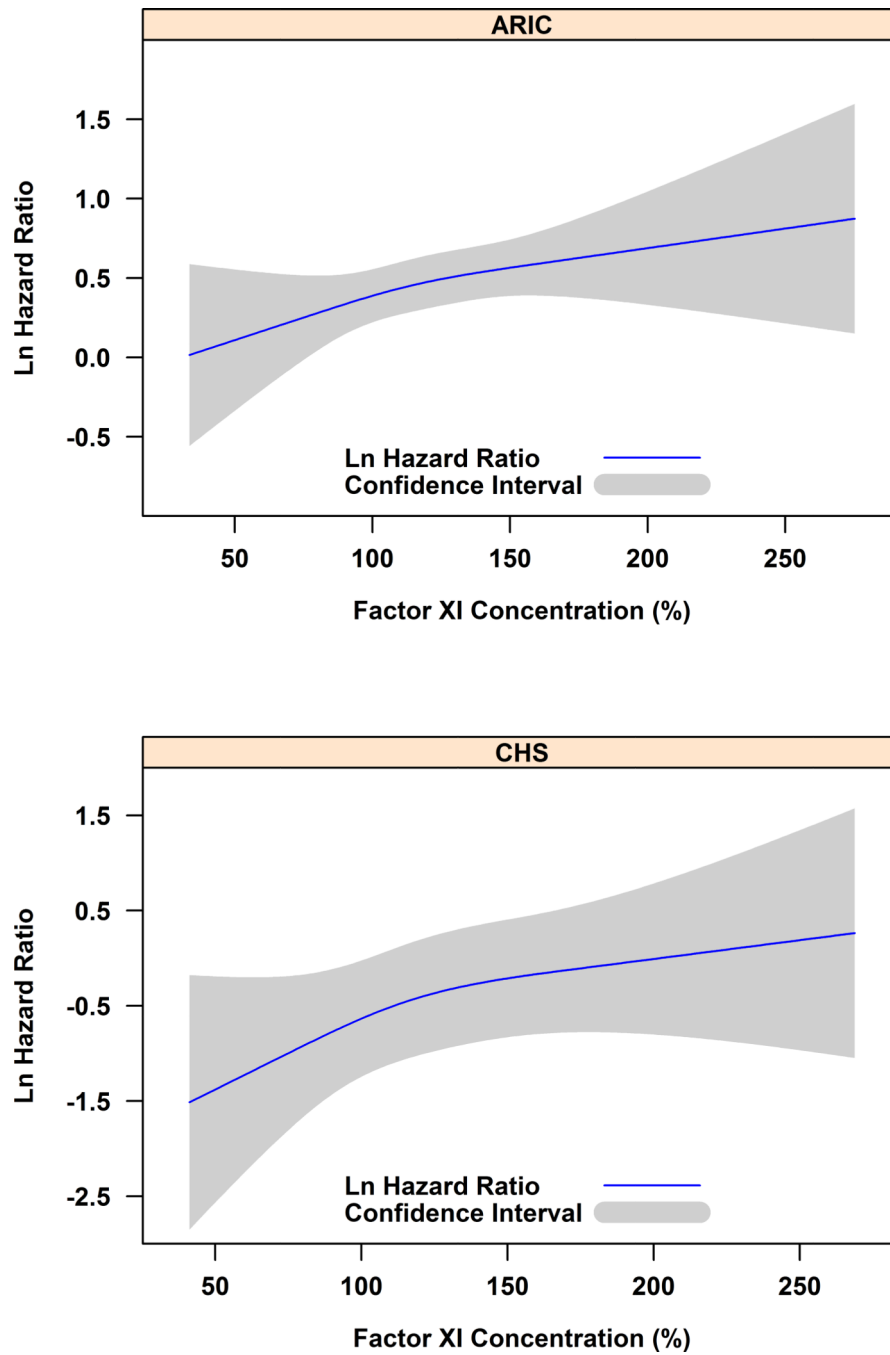 ARIC
Ln Hazard Ratio
1.5
1.0
0.5
0.0
-0.5
Ln Hazard Ratio
Confidence Interval
50 100 150 200 250
Factor XI Concentration (%)
CHS
Ln Hazard Ratio
1.5
0.5
-0.5
-1.5
-2.5
Ln Hazard Ratio
Confidence Interval
50 100 150 200 250
Factor XI Concentration (%)